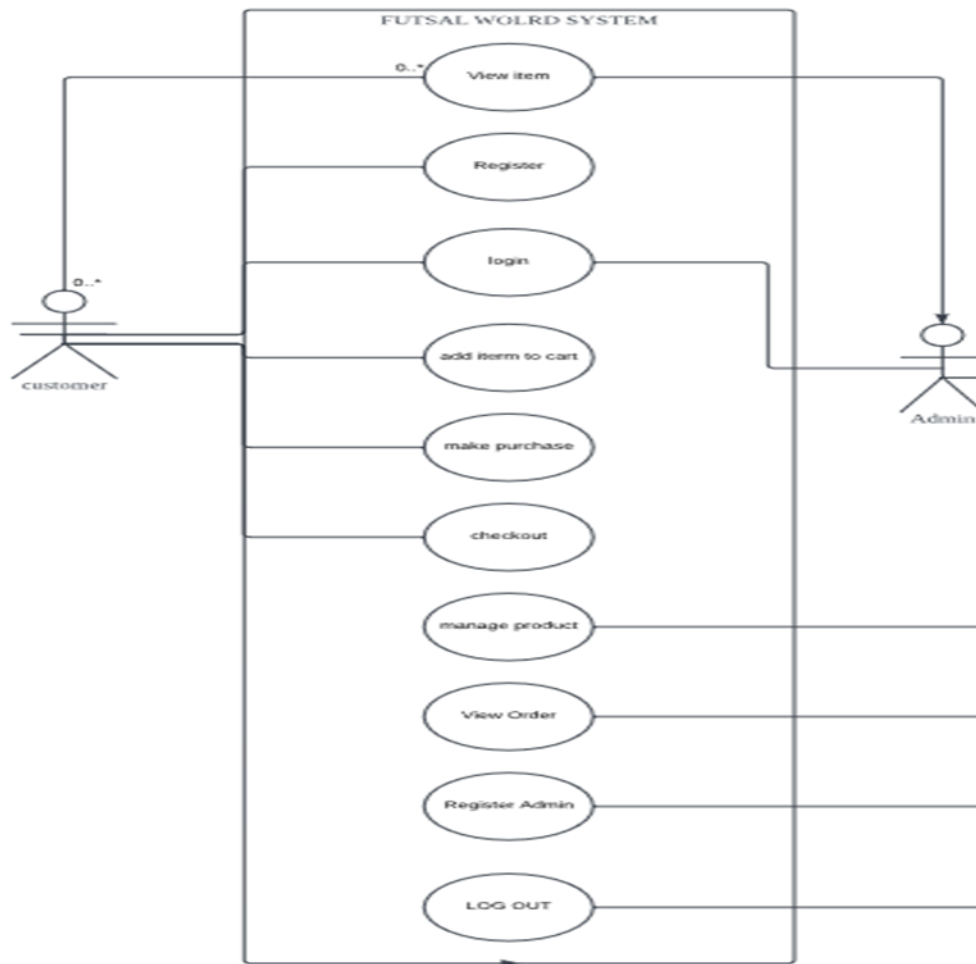 FUTSAL WOLRD SYSTEM
0..*
View item
Register
0..*
login
customer
add iterm to cart
Admin
make purchase
checkout
manage product
View Order
Register Admin
LOG OUT